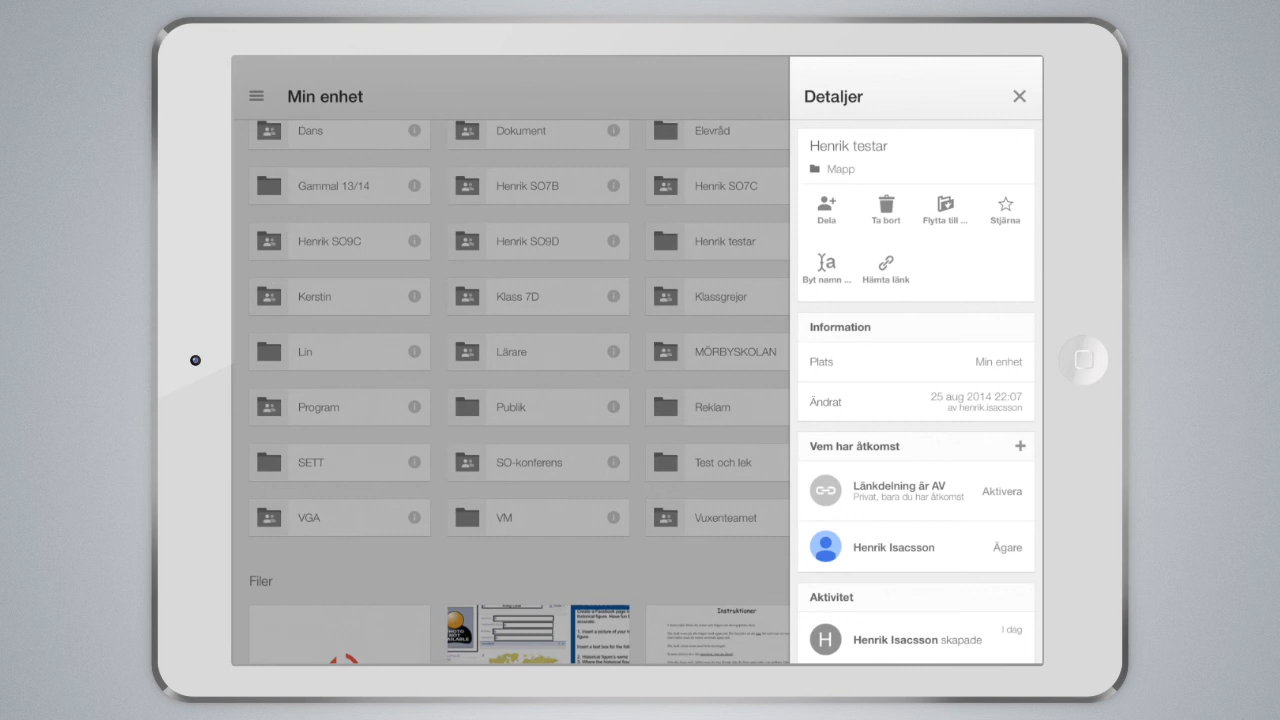 Min enhet
Detaljer
Dans
Dokument
Elevråd
Gammal 13/14
Henrik SO7B
Henrik SO7C
Henrik SO9C
Henrik SO9D
Henrik testar
Kerstin
Klass 7D
Klassgrejer
Lin
Lärare
MÖRBYSKOLAN
Program
Publik
Reklam
SETT
SO-konferens
Test och lek
VGA
VM
Vuxenteamet
Filer
Instruktioner
Henrik testar
Mapp
Dela
Ta bort
Flytta till ...
Stjärna
Byt namn ...
Hämta länk
Information
Plats
Min enhet
Ändrat
25 aug 2014 22:07
av henrik.isacsson
Vem har åtkomst
Länkdelning är AV
Privat, bara du har åtkomst
Aktivera
Henrik Isacsson
Ägare
Aktivitet
I dag
H
Henrik Isacsson skapade